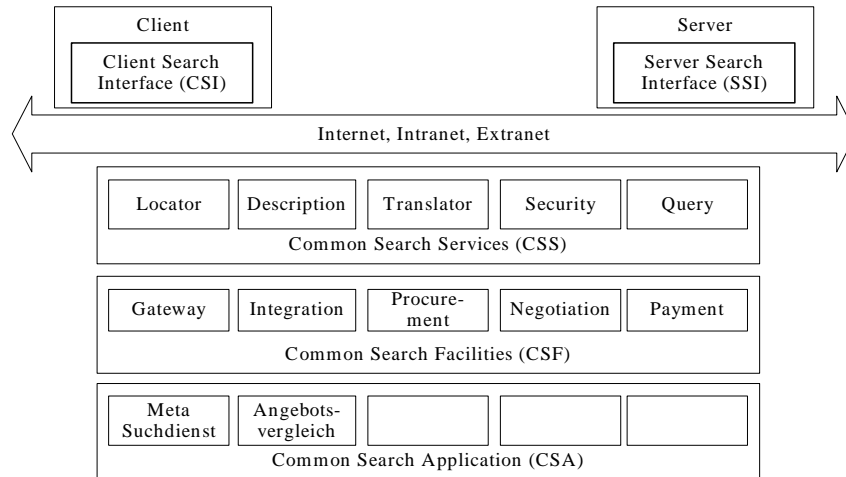 Client
Client Search
Interface (CSI)
Server
Server Search
Interface (SSI)
Internet, Intranet, Extranet
Locator
Description
Translator
Security
Query
Common Search Services (CSS)
Gateway
Integration
Procure-
ment
Negotiation
Payment
Common Search Facilities (CSF)
Meta
Suchdienst
Angebots-
vergleich
Common Search Application (CSA)